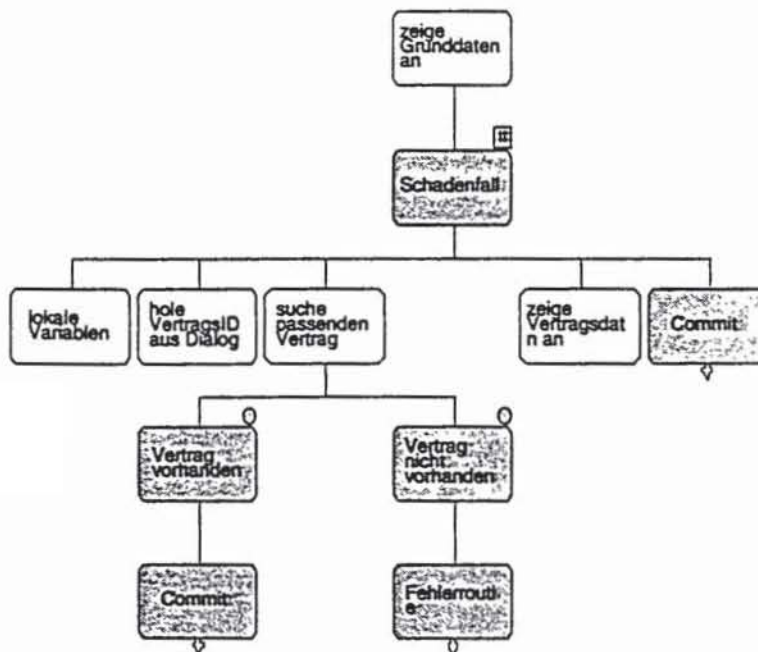 zeige
Grunddaten
an
Schadenfall:
lokale
Variablen
hole
VertragsID
aus Dialog
suche
passenden
Vertrag
zeige
Vertragsdat
n an
Commit:
Vertrag
vorhanden
Vertrag
nicht
vorhanden
Commit:
Fehlerrouti
e